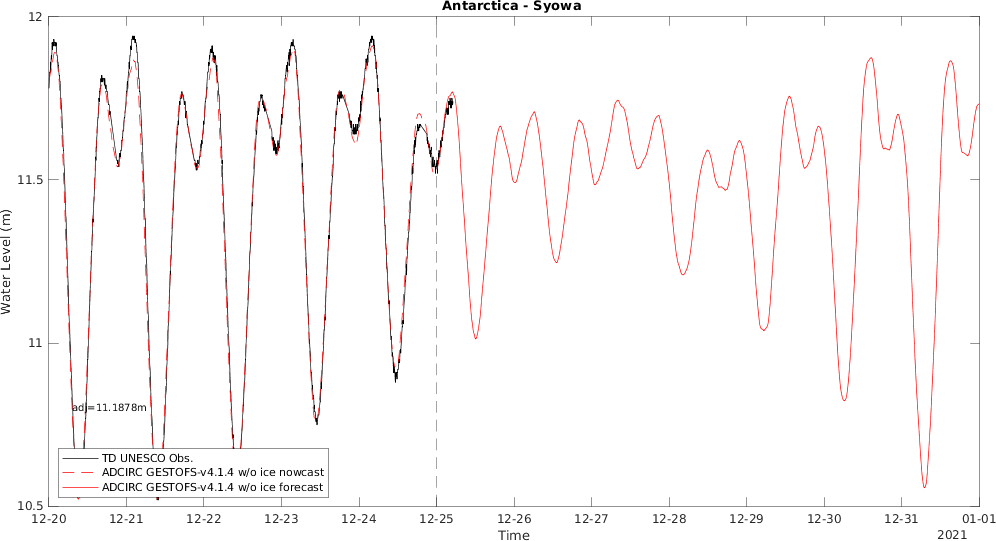 Antarctica - Syowa
12
11.5
11
10.5
Water Level (m)
adj=11.1878m
TD UNESCO Obs.
ADCIRC GESTOFS-v4.1.4 w/o ice nowcast
ADCIRC GESTOFS-v4.1.4 w/o ice forecast
12-20 12-21 12-22 12-23 12-24 12-25 12-26 12-27 12-28 12-29 12-30 12-31 01-01
Time
2021